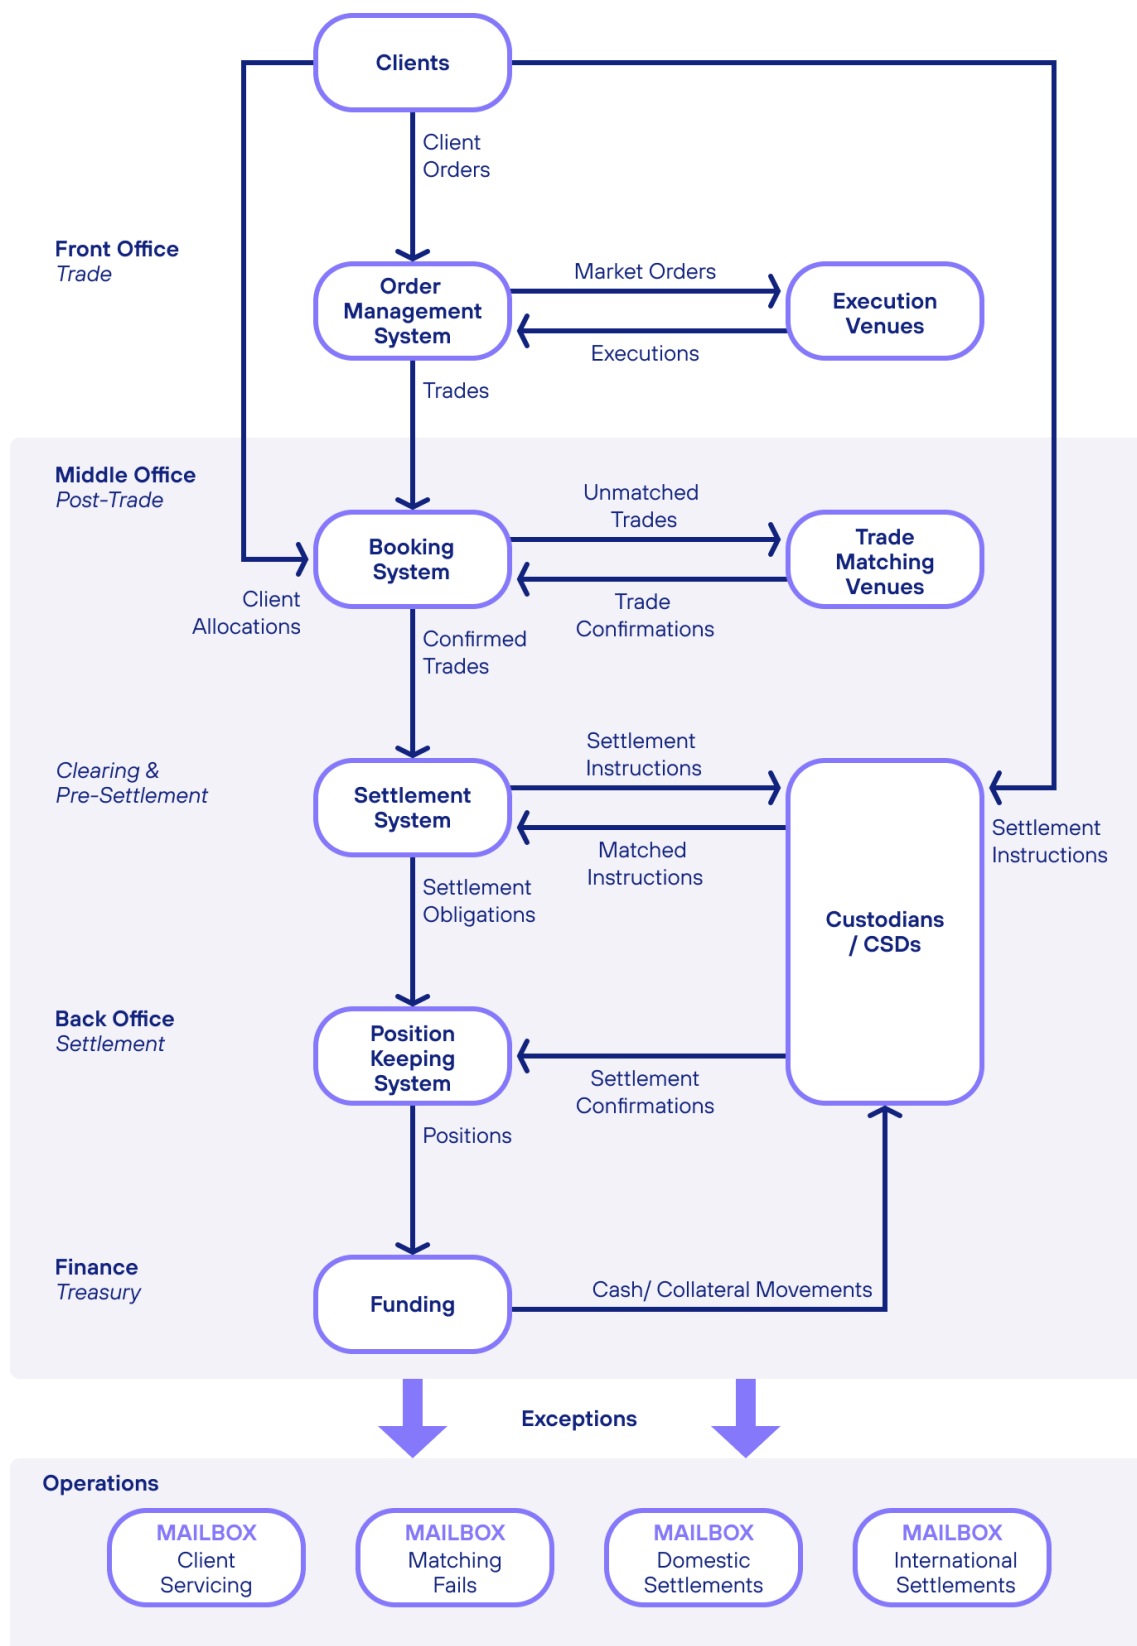 Clients
Client
Orders
Front Office
Trade
Order
Management
System
Market Orders
Executions
Execution
Venues
Trades
Middle Office
Post-Trade
Booking
System
Unmatched
Trades
Trade
Confirmations
Trade
Matching
Venues
Client
Allocations
Confirmed
Trades
Clearing &
Pre-Settlement
Settlement
System
Settlement
Instructions
Matched
Instructions
Settlement
Instructions
Custodians
/ CSDs
Settlement
Obligations
Back Office
Settlement
Position
Keeping
System
Settlement
Confirmations
Positions
Finance
Treasury
Funding
Cash/ Collateral Movements
Exceptions
Operations
MAILBOX
Client
Servicing
MAILBOX
Matching
Fails
MAILBOX
Domestic
Settlements
MAILBOX
International
Settlements